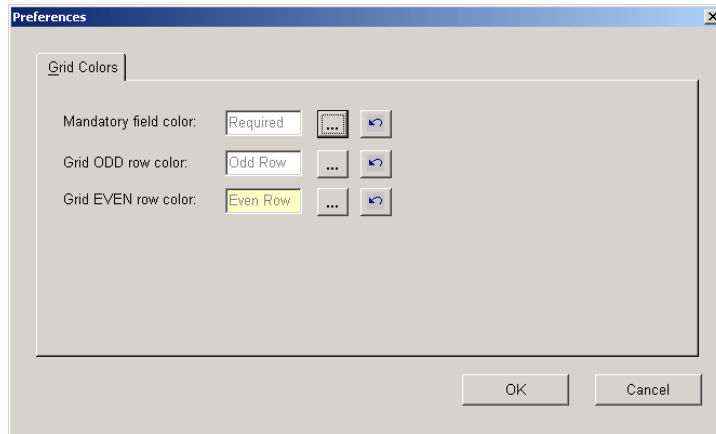 Preferences
Grid Colors
Mandatory field color: Required ...
Grid ODD row color: Odd Row ...
Grid EVEN row color: Even Row ...
OK Cancel